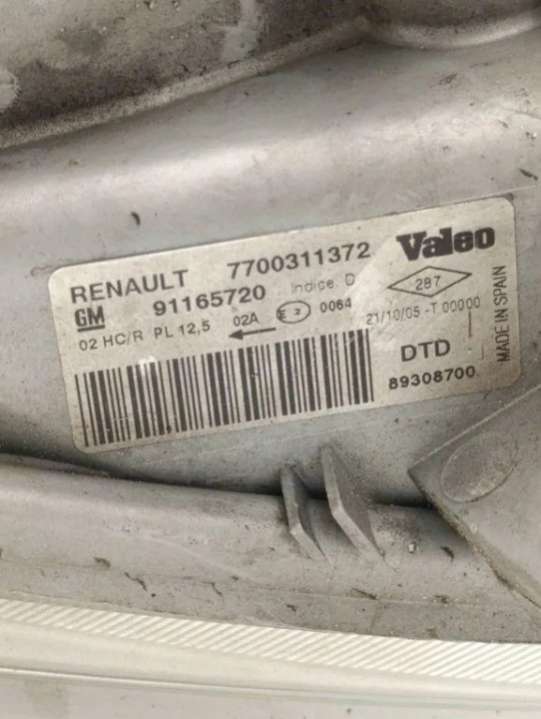 RENAULT 7700311372 Valeo
GM 91165720 Indice. D 287
02 HC/R PL 12,5 02A E 2 0064 21/10/05 -T 00000
DTD
89308700
MADE IN SPAIN